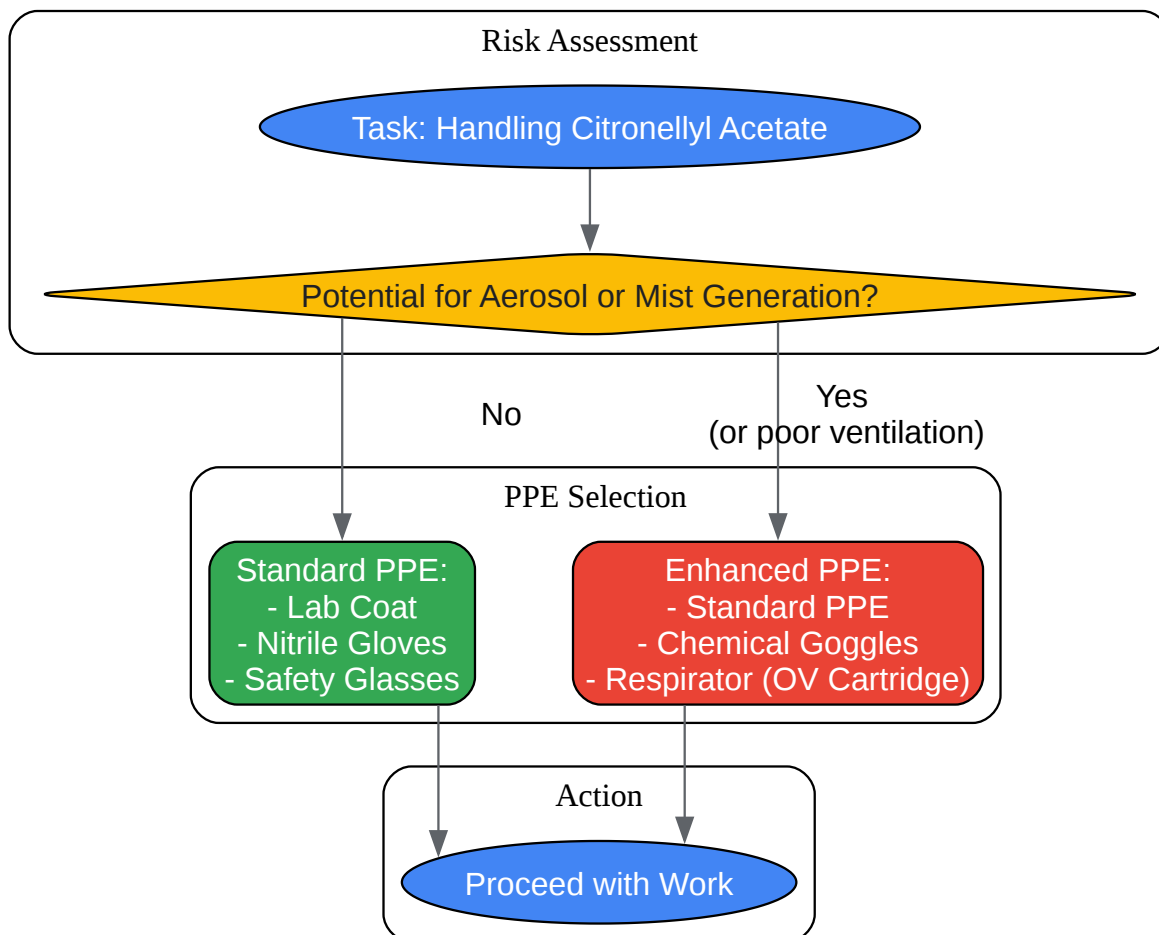 Risk Assessment
Task: Handling Citronellyl Acetate
Potential for Aerosol or Mist Generation?
No
Yes
(or poor ventilation)
PPE Selection
Standard PPE:
- Lab Coat
- Nitrile Gloves
- Safety Glasses
Enhanced PPE:
- Standard PPE
- Chemical Goggles
- Respirator (OV Cartridge)
Action
Proceed with Work